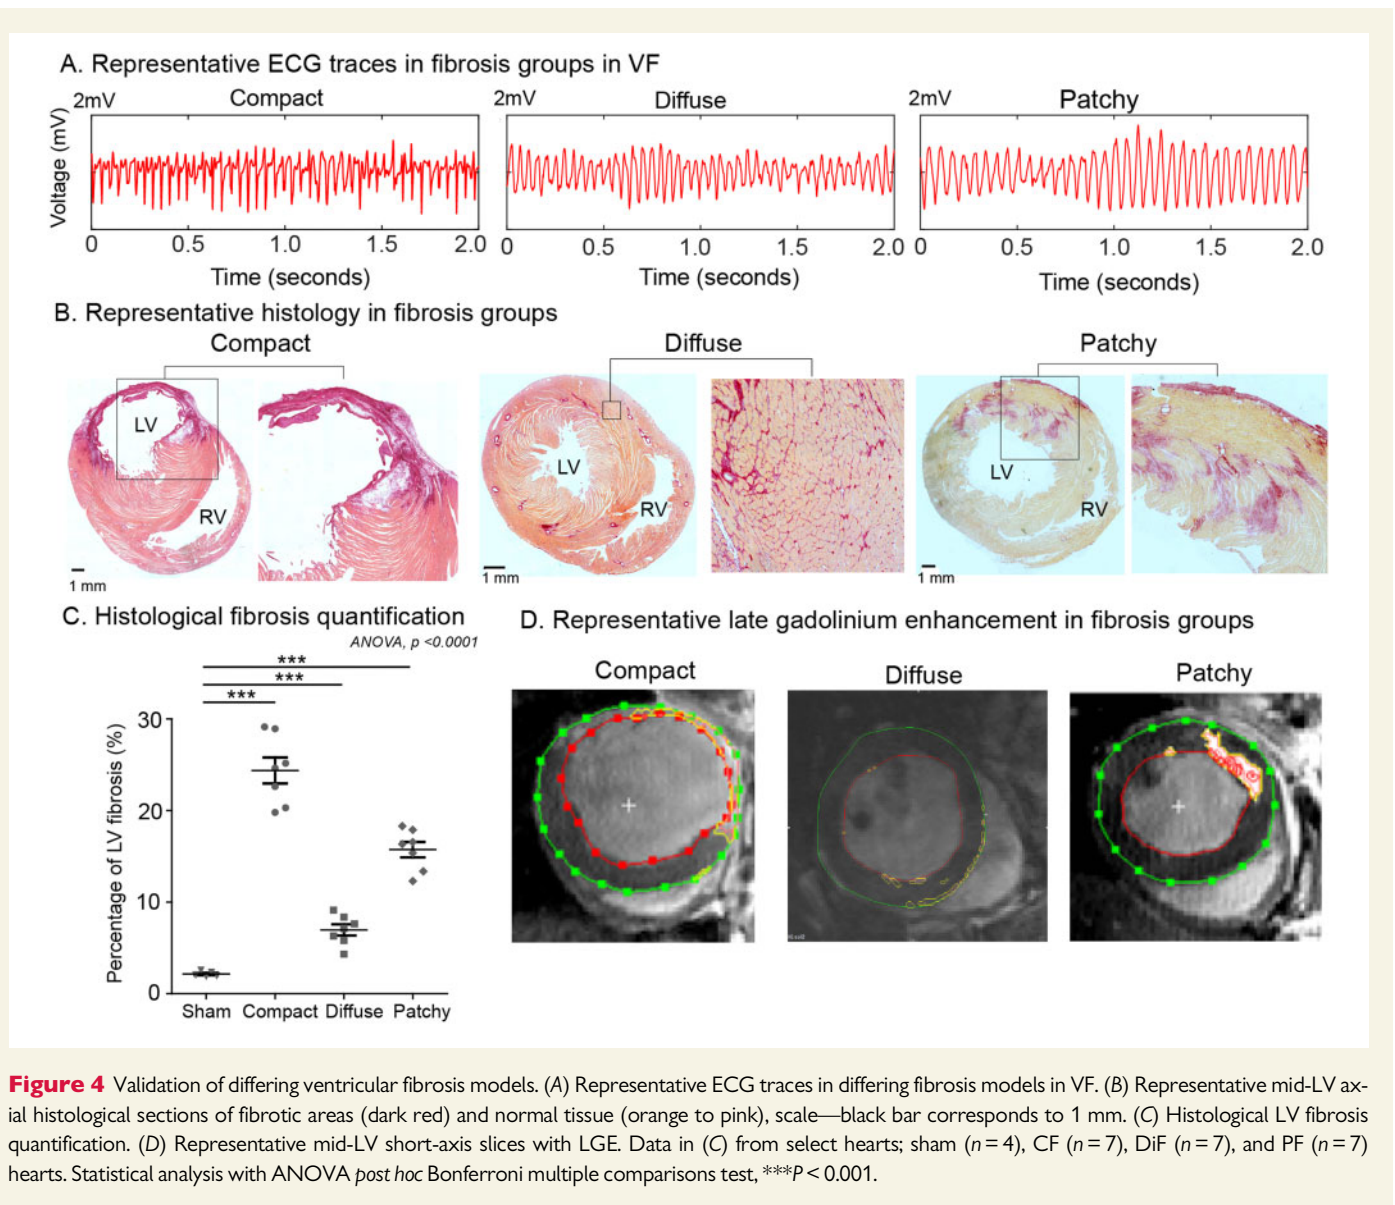 A. Representative ECG traces in fibrosis groups in VF
2mV Compact 2mV Diffuse 2mV Patchy
Voltage (mV)
0 0.5 1.0 1.5 2.0 0 0.5 1.0 1.5 2.0 0 0.5 1.0 1.5 2.0
Time (seconds) Time (seconds) Time (seconds)
B. Representative histology in fibrosis groups
Compact Diffuse Patchy
LV LV LV
RV RV RV
1 mm 1 mm 1 mm
C. Histological fibrosis quantification
ANOVA, p <0.0001
***
***
***
Percentage of LV fibrosis (%)
30
20
10
0
Sham Compact Diffuse Patchy
D. Representative late gadolinium enhancement in fibrosis groups
Compact Diffuse Patchy
Figure 4 Validation of differing ventricular fibrosis models. (A) Representative ECG traces in differing fibrosis models in VF. (B) Representative mid-LV ax-
ial histological sections of fibrotic areas (dark red) and normal tissue (orange to pink), scale—black bar corresponds to 1 mm. (C) Histological LV fibrosis
quantification. (D) Representative mid-LV short-axis slices with LGE. Data in (C) from select hearts; sham (n = 4), CF (n = 7), DiF (n = 7), and PF (n = 7)
hearts. Statistical analysis with ANOVA post hoc Bonferroni multiple comparisons test, ***P < 0.001.